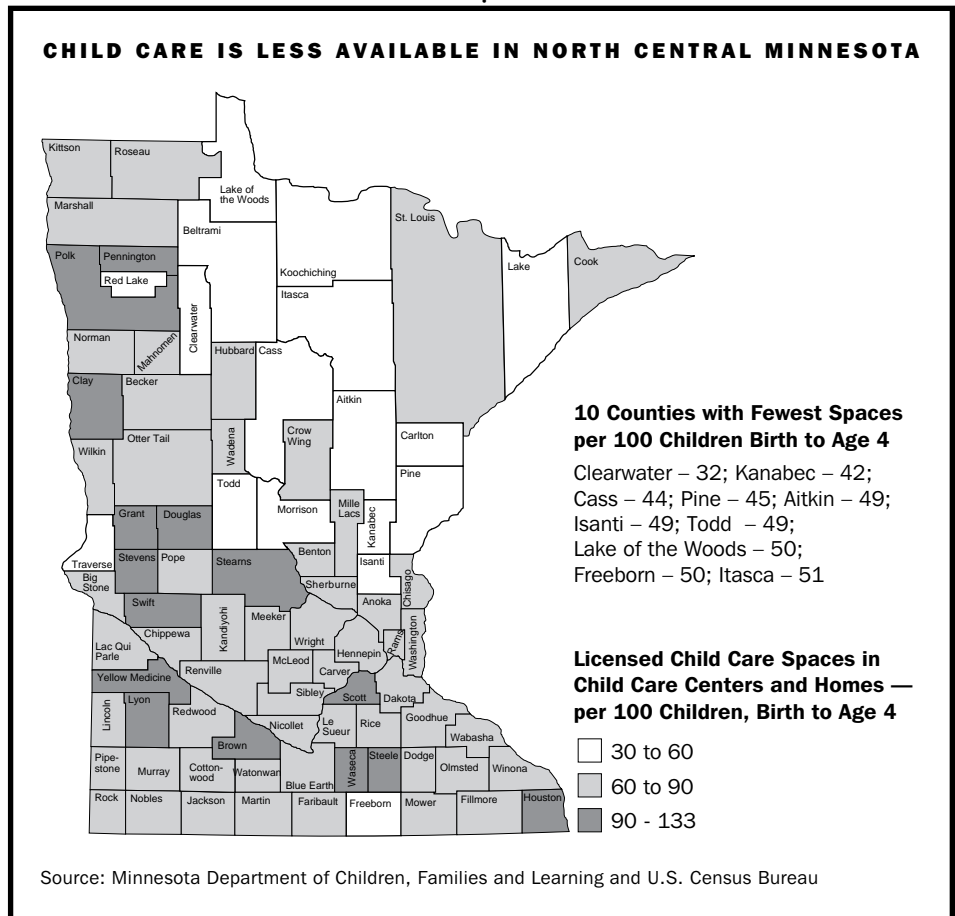 CHILD CARE IS LESS AVAILABLE IN NORTH CENTRAL MINNESOTA
Kittson
Roseau
Lake of
the Woods
Marshall
Beltrami
St. Louis
Polk
Pennington
Red Lake
Koochiching
Lake
Cook
Itasca
Clearwater
Norman
Mahnomen
Hubbard
Cass
Clay
Becker
Aitkin
Otter Tail
Wadena
Crow
Wing
Carlton
Wilkin
Pine
Todd
Morrison
Mille
Lacs
Kanabec
Grant
Douglas
Benton
Isanti
Traverse
Stevens
Pope
Stearns
Big
Stone
Sherburne
Chisago
Swift
Anoka
Kandiyohi
Meeker
Chippewa
Wright
Hennepin
Rams
Washington
Lac Qui
Parle
McLeod
Carver
Renville
Yellow Medicine
Sibley
Scott
Dakota
Lincoln
Lyon
Redwood
Nicollet
Le
Sueur
Rice
Goodhue
Wabasha
Brown
Pipe-
stone
Murray
Cotton-
wood
Watonwan
Blue Earth
Waseca
Steele
Dodge
Olmsted
Winona
Rock
Nobles
Jackson
Martin
Faribault
Freeborn
Mower
Fillmore
Houston
10 Counties with Fewest Spaces
per 100 Children Birth to Age 4
Clearwater – 32; Kanabec – 42;
Cass – 44; Pine – 45; Aitkin – 49;
Isanti – 49; Todd – 49;
Lake of the Woods – 50;
Freeborn – 50; Itasca – 51
Licensed Child Care Spaces in
Child Care Centers and Homes —
per 100 Children, Birth to Age 4
30 to 60
60 to 90
90 - 133
Source: Minnesota Department of Children, Families and Learning and U.S. Census Bureau